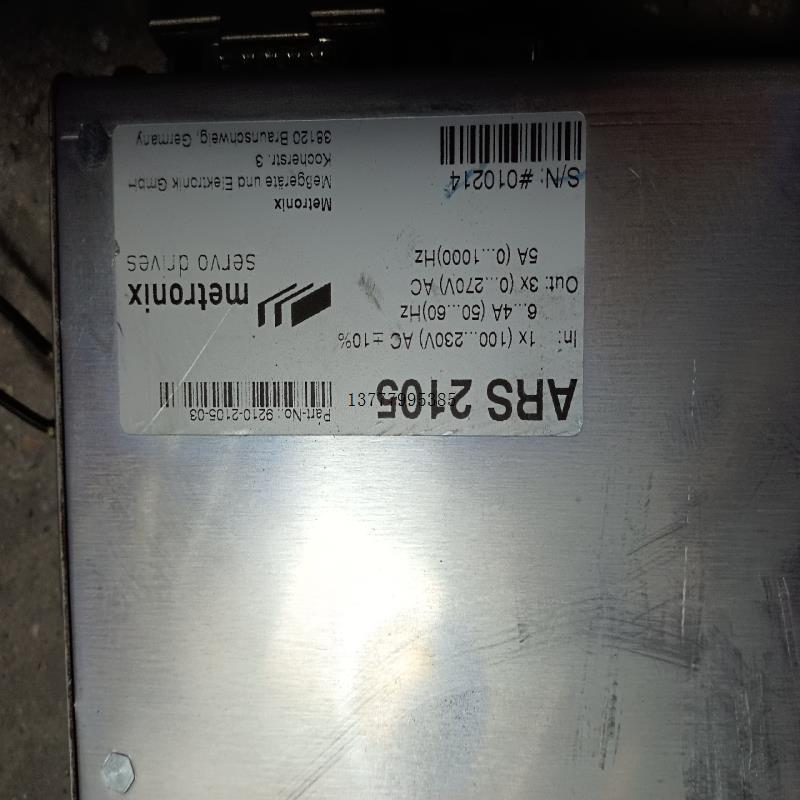 ARS 2105
Part-No.: 9210-2105-03
In: 1x (100...230V) AC ±10%
6...4A (50...60)Hz
Out: 3x (0...270V) AC
5A (0...1000)Hz
metronix
servo drives
S/N: #010214
Metronix
Meßgeräte und Elektronik GmbH
Kocherstr. 3
38120 Braunschweig, Germany
13777995385